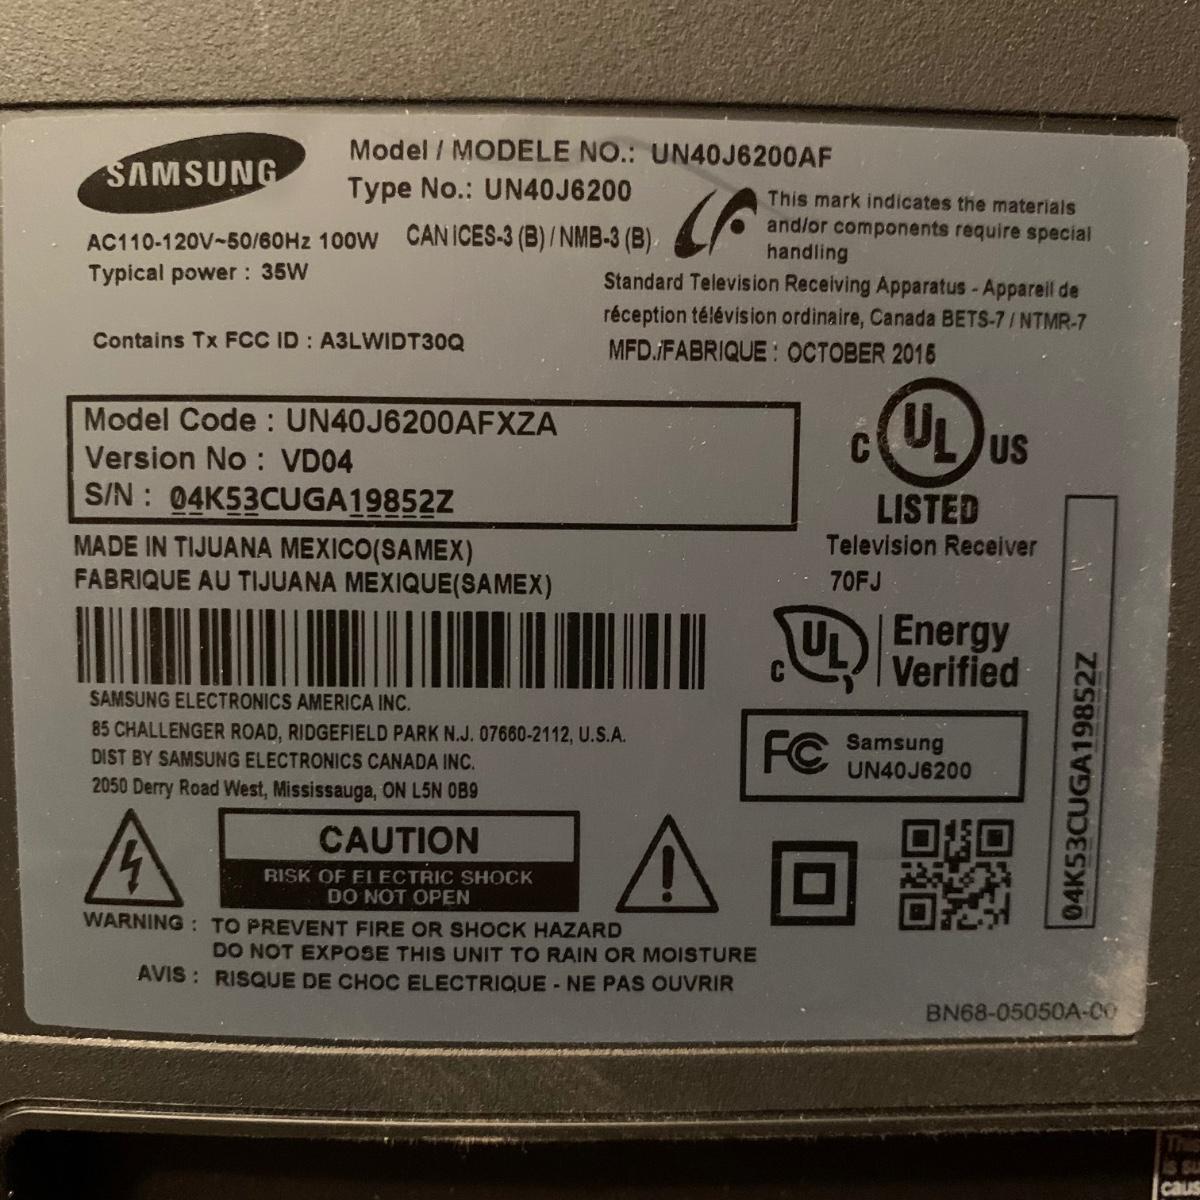 SAMSUNG
Model / MODELE NO.: UN40J6200AF
Type No.: UN40J6200
AC110-120V~50/60Hz 100W CAN ICES-3 (B) / NMB-3 (B)
Typical power : 35W
This mark indicates the materials
and/or components require special
handling
Standard Television Receiving Apparatus - Appareil de
réception télévision ordinaire, Canada BETS-7 / NTMR-7
Contains Tx FCC ID : A3LWIDT30Q
MFD./FABRIQUE : OCTOBER 2015
Model Code : UN40J6200AFXZA
Version No : VD04
S/N : 04K53CUGA19852Z
C UL US
LISTED
Television Receiver
70FJ
MADE IN TIJUANA MEXICO(SAMEX)
FABRIQUE AU TIJUANA MEXIQUE(SAMEX)
C UL Energy
Verified
SAMSUNG ELECTRONICS AMERICA INC.
85 CHALLENGER ROAD, RIDGEFIELD PARK N.J. 07660-2112, U.S.A.
DIST BY SAMSUNG ELECTRONICS CANADA INC.
2050 Derry Road West, Mississauga, ON L5N 0B9
FC Samsung
UN40J6200
04K53CUGA19852Z
CAUTION
RISK OF ELECTRIC SHOCK
DO NOT OPEN
WARNING : TO PREVENT FIRE OR SHOCK HAZARD
DO NOT EXPOSE THIS UNIT TO RAIN OR MOISTURE
AVIS : RISQUE DE CHOC ELECTRIQUE - NE PAS OUVRIR
BN68-05050A-00